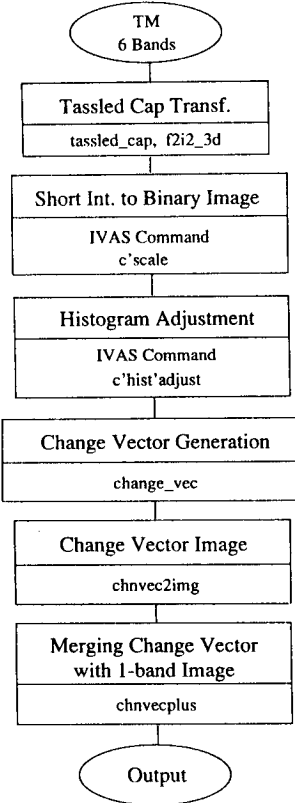 TM
6 Bands
Tassled Cap Transf.
tassled_cap, f2i2_3d
Short Int. to Binary Image
IVAS Command
c'scale
Histogram Adjustment
IVAS Command
c'hist'adjust
Change Vector Generation
change_vec
Change Vector Image
chnvec2img
Merging Change Vector
with 1-band Image
chnvecplus
Output